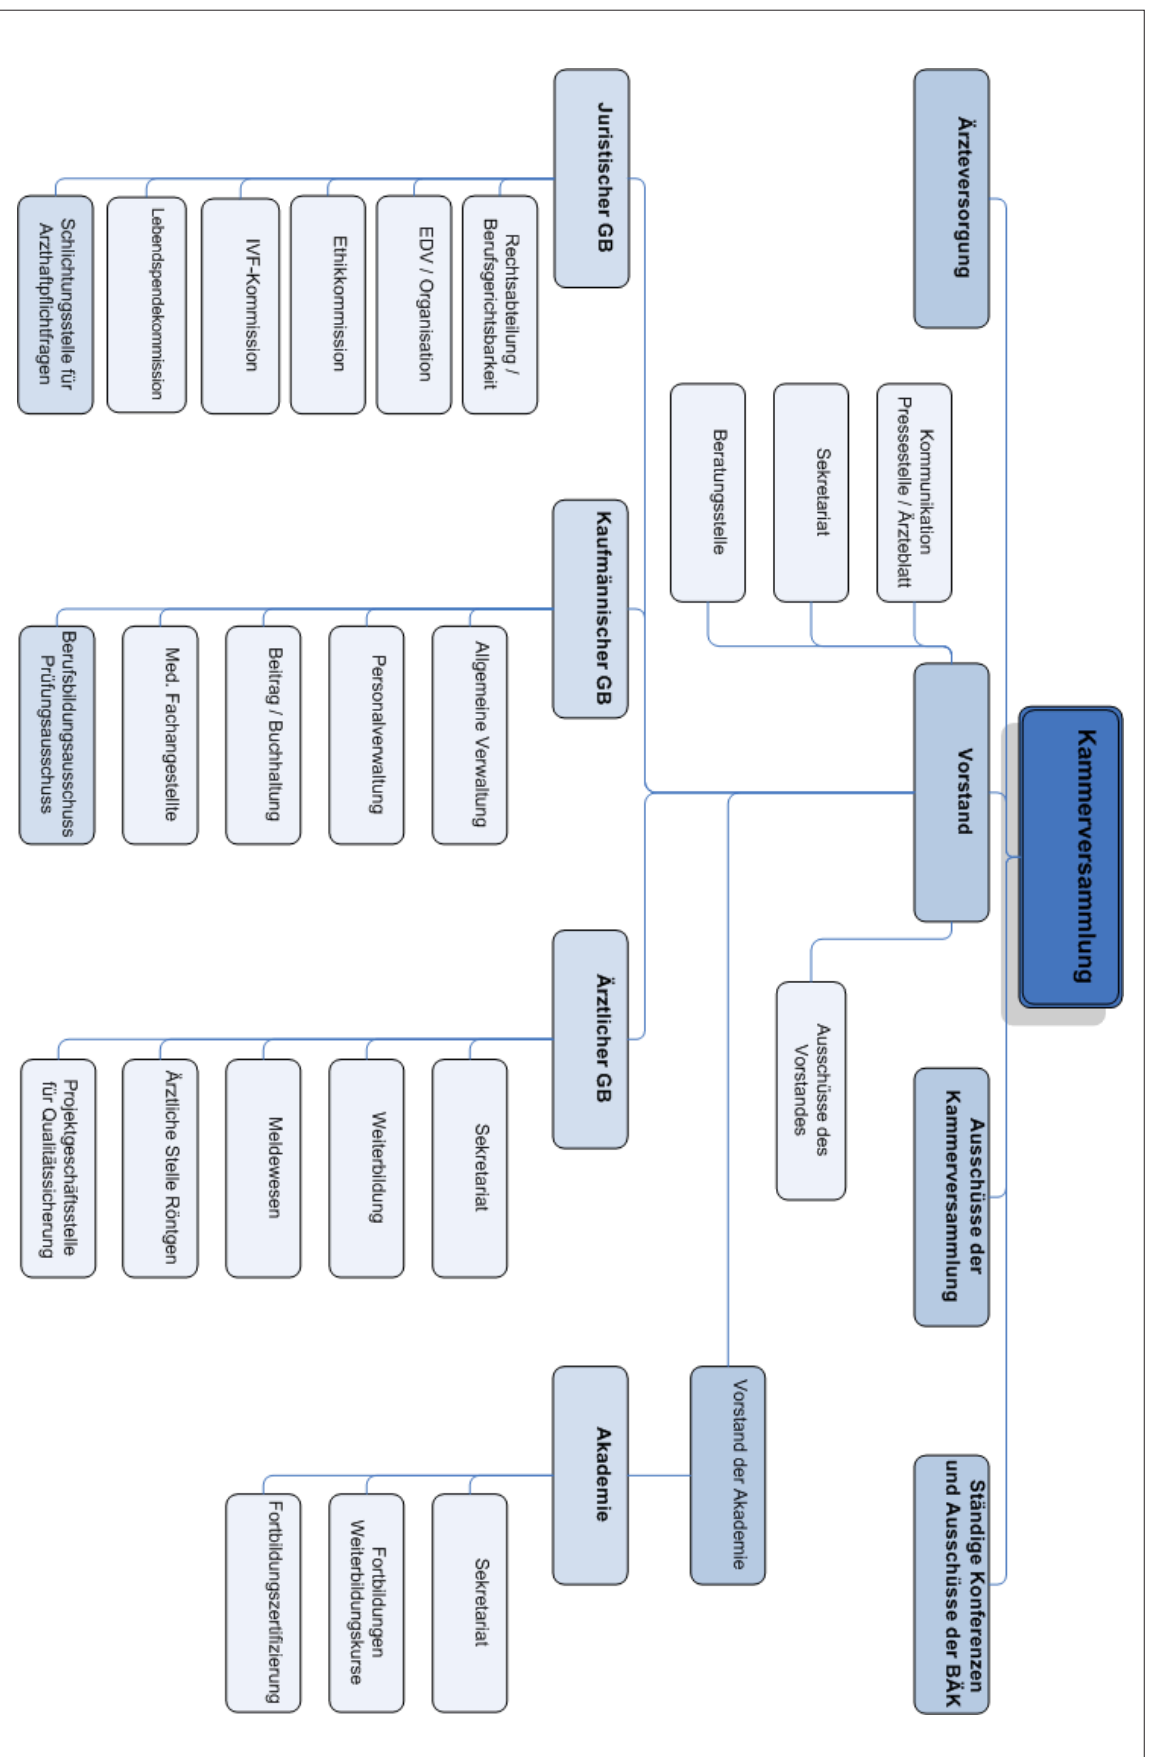 Kammerversammlung
Ärzteversorgung
Vorstand
Ausschüsse der
Kammerversammlung
Ständige Konferenzen
und Ausschüsse der BÄK
Kommunikation
Pressestelle / Ärzteblatt
Sekretariat
Beratungsstelle
Ausschüsse des
Vorstandes
Vorstand der Akademie
Juristischer GB
Rechtsabteilung /
Berufsgerichtsbarkeit
EDV / Organisation
Ethikkommission
IVF-Kommission
Lebendspendekommission
Schlichtungsstelle für
Arzthaftpflichtfragen
Kaufmännischer GB
Allgemeine Verwaltung
Personalverwaltung
Beitrag / Buchhaltung
Med. Fachangestellte
Berufsbildungsausschuss
Prüfungsausschuss
Ärztlicher GB
Sekretariat
Weiterbildung
Meldewesen
Ärztliche Stelle Röntgen
Projektgeschäftsstelle
für Qualitätssicherung
Akademie
Sekretariat
Fortbildungen
Weiterbildungskurse
Fortbildungszertifizierung